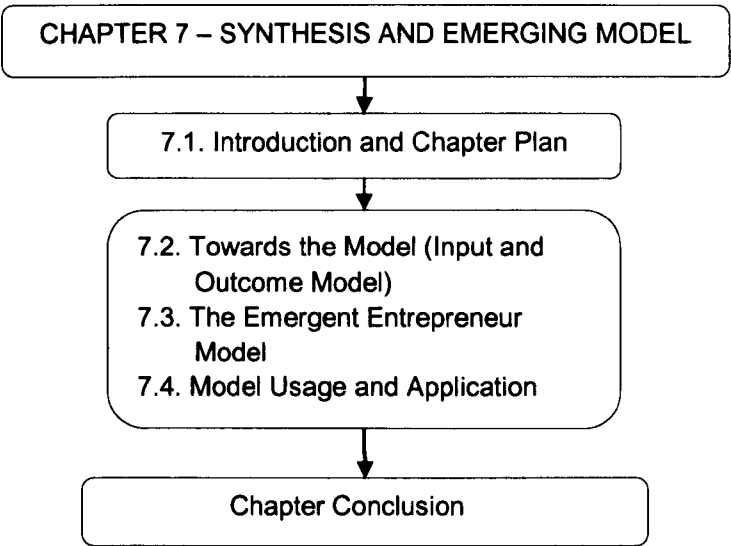 CHAPTER 7 – SYNTHESIS AND EMERGING MODEL
7.1. Introduction and Chapter Plan
7.2. Towards the Model (Input and
Outcome Model)
7.3. The Emergent Entrepreneur
Model
7.4. Model Usage and Application
Chapter Conclusion